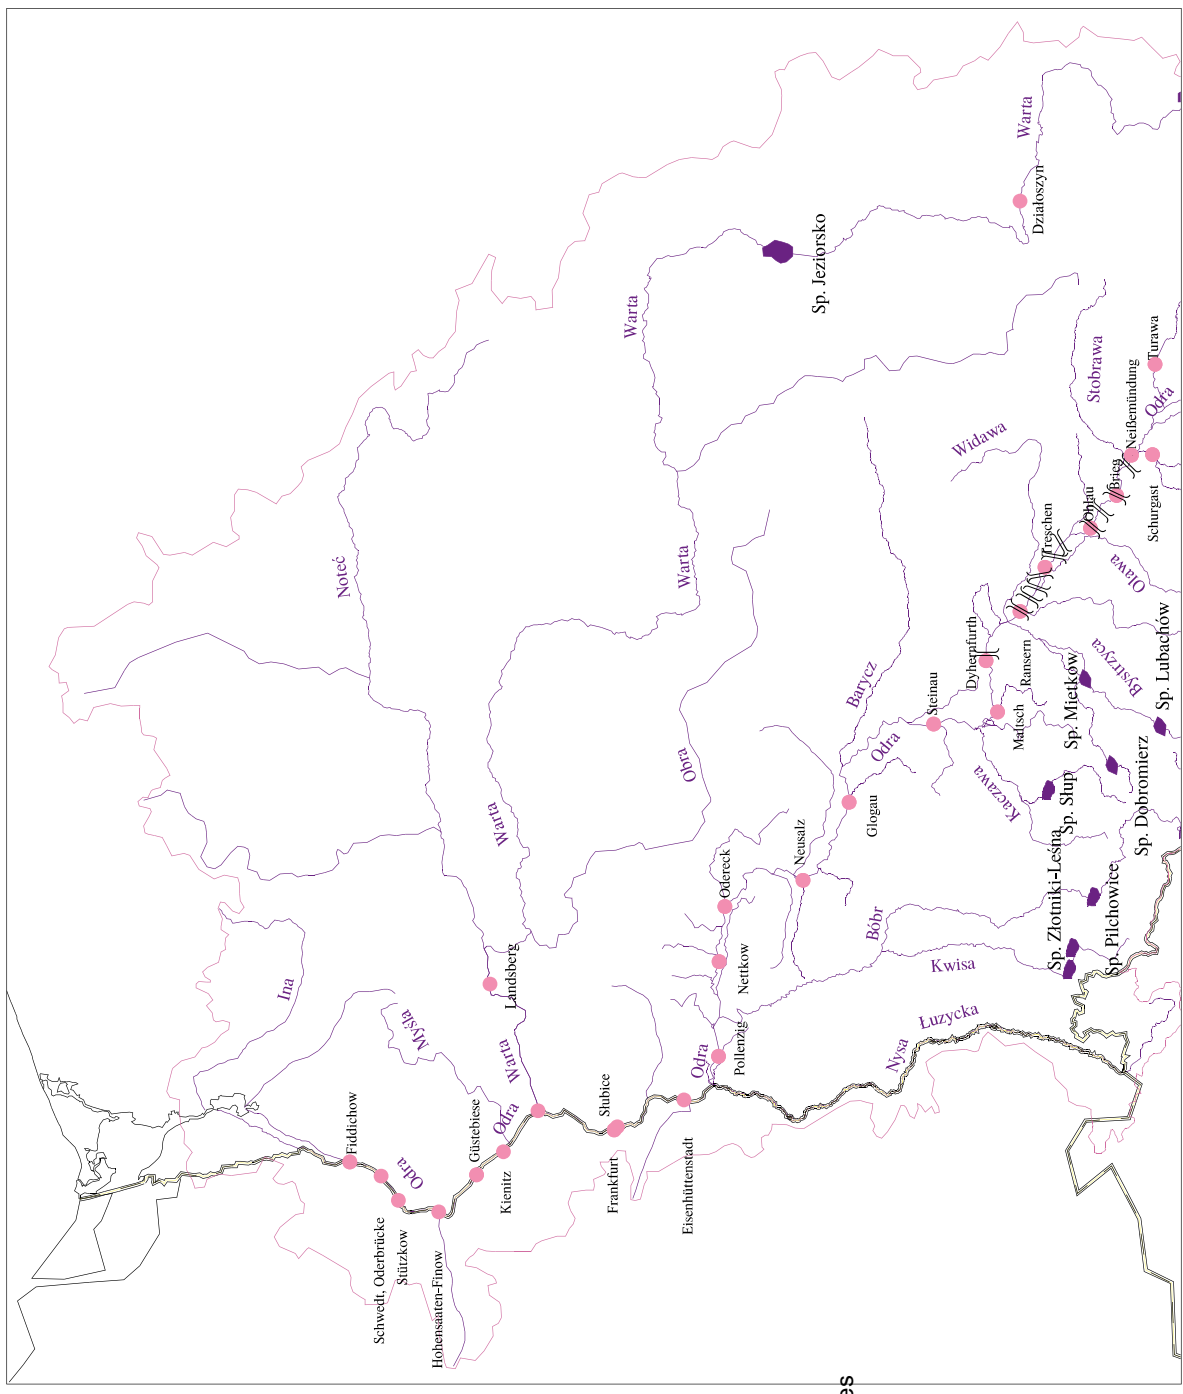 Warta
Działoszyn
Sp. Jeziorsko
Warta
Stobrawa
Turawa
Neißemündung
Odra
Widawa
Brieg
Ohlau
Schurgast
Treschen
Noteć
Warta
Oława
Bystrzyca
Sp. Lubachów
Dyhernfurth
Ransern
Sp. Mietków
Steinau
Barycz
Maltsch
Odra
Obra
Kaczawa
Sp. Słup
Sp. Dobromierz
Warta
Glogau
Neusalz
Odereck
Bóbr
Sp. Złotniki-Leśna
Sp. Pilchowice
Kwisa
Nettkow
Landsberg
Ina
Myśla
Warta
Odra
Pollenzig
Nysa
Łuzycka
Słubice
Odra
Güstebiese
Fiddichow
Odra
Kienitz
Frankfurt
Eisenhüttenstadt
Schwedt, Oderbrücke
Stützkow
Hohensaaten-Finow
es